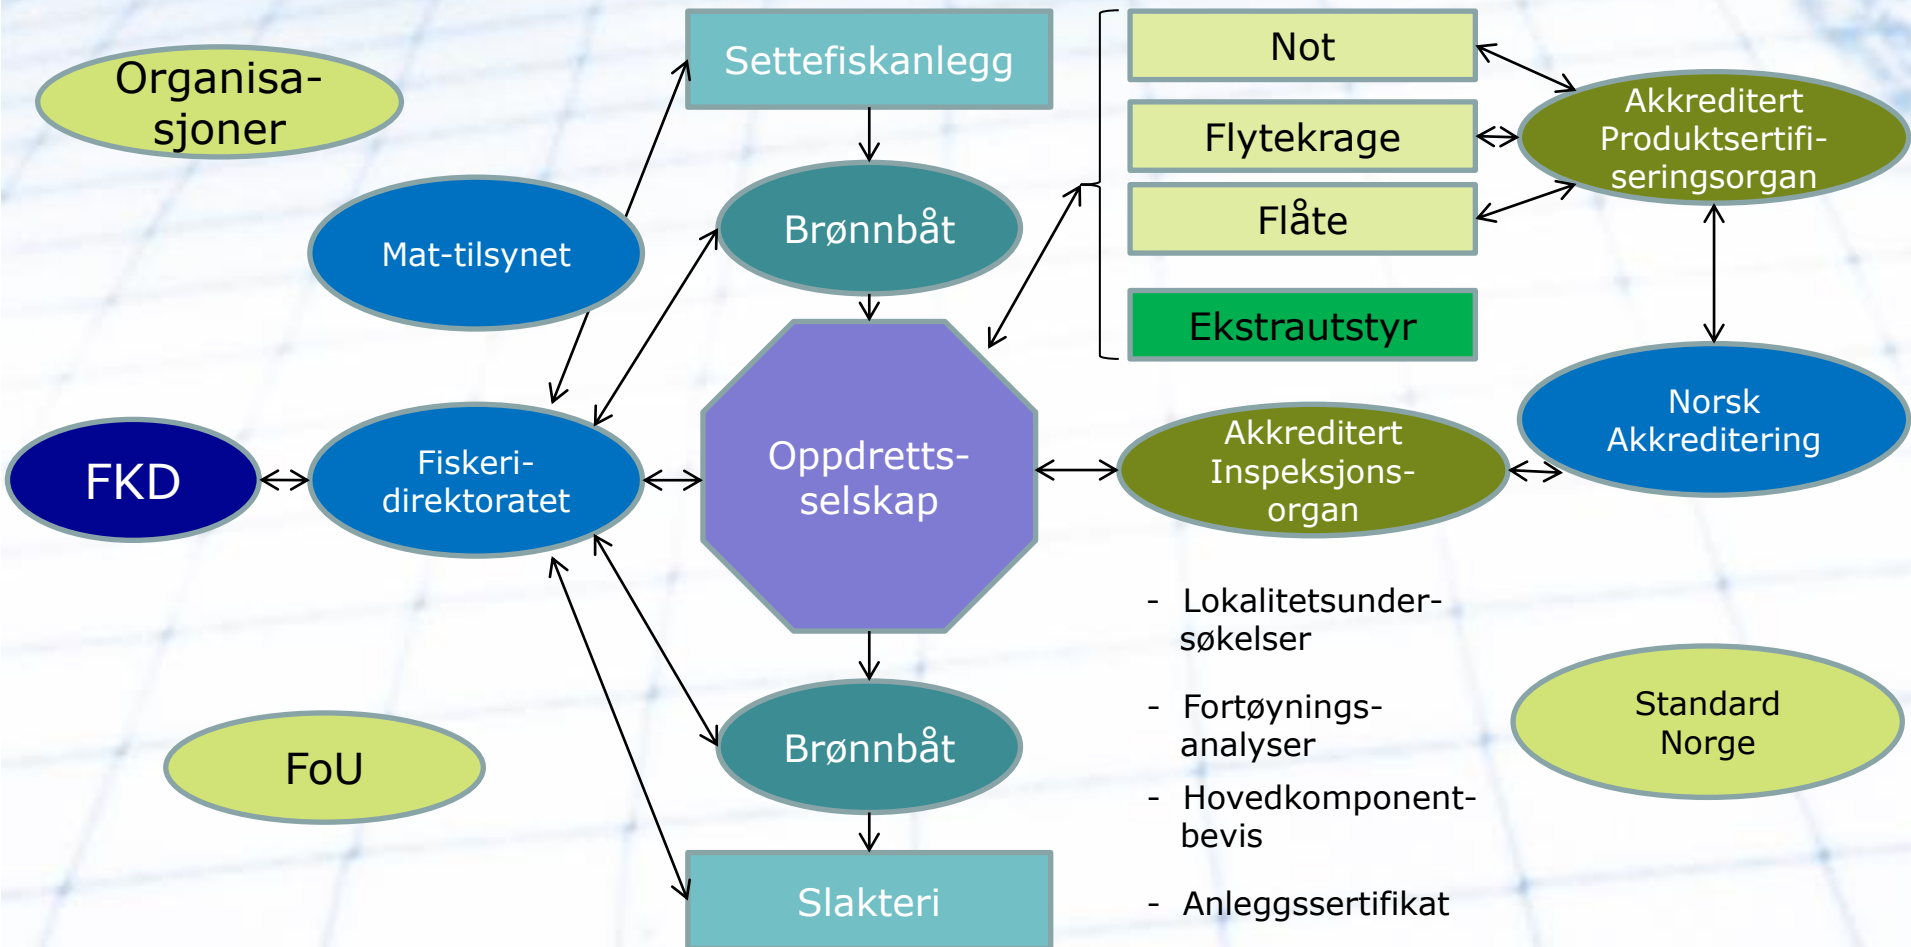 Organisa-
sjoner
Settefiskanlegg
Not
Flytekrage
Flåte
Ekstrautstyr
Akkreditert
Produktsertifi-
seringsorgan
Mat-tilsynet
Brønnbåt
FKD
Fiskeri-
direktoratet
Oppdretts-
selskap
Akkreditert
Inspeksjons-
organ
Norsk
Akkreditering
- Lokalitetsunder-
søkelser
- Fortøynings-
analyser
- Hovedkomponent-
bevis
- Anleggssertifikat
Standard
Norge
FoU
Brønnbåt
Slakteri